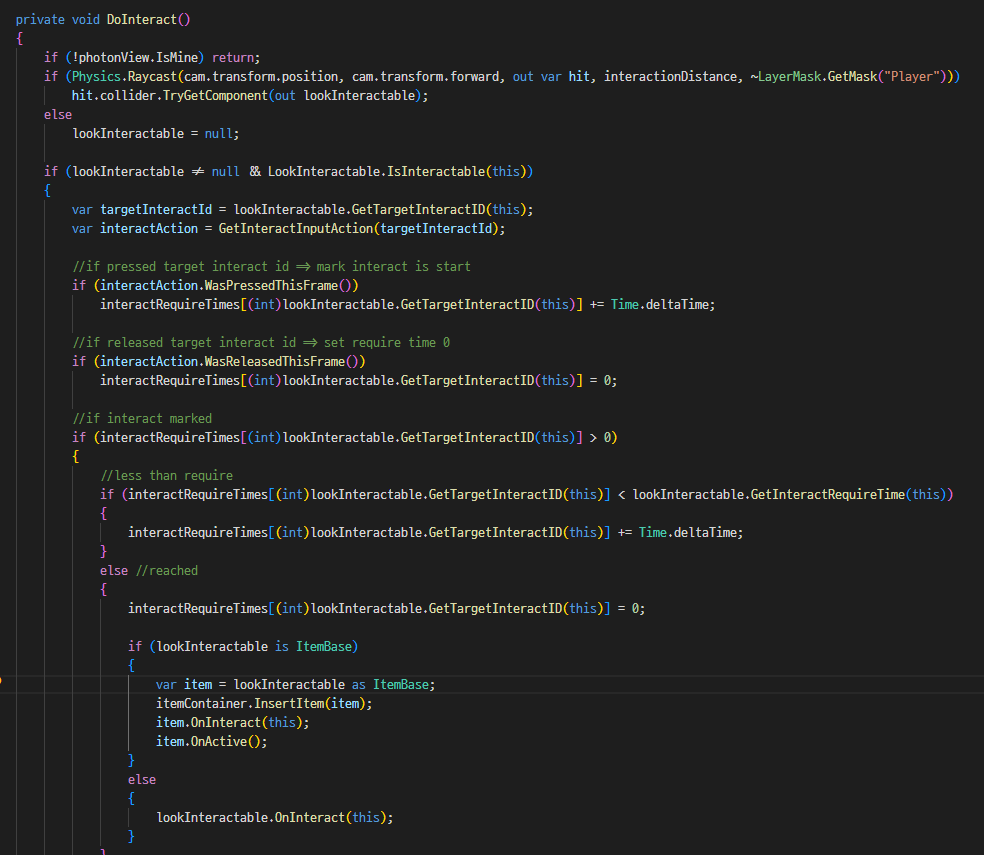 private void DoInteract()
{
if (!photonView.IsMine) return;
if (Physics.Raycast(cam.transform.position, cam.transform.forward, out var hit, interactionDistance, ~LayerMask.GetMask("Player")))
hit.collider.TryGetComponent(out lookInteractable);
else
lookInteractable = null;
if (lookInteractable ≠ null && LookInteractable.IsInteractable(this))
{
var targetInteractId = lookInteractable.GetTargetInteractID(this);
var interactAction = GetInteractInputAction(targetInteractId);
//if pressed target interact id ⇒ mark interact is start
if (interactAction.WasPressedThisFrame())
interactRequireTimes[(int)lookInteractable.GetTargetInteractID(this)] += Time.deltaTime;
//if released target interact id ⇒ set require time 0
if (interactAction.WasReleasedThisFrame())
interactRequireTimes[(int)lookInteractable.GetTargetInteractID(this)] = 0;
//if interact marked
if (interactRequireTimes[(int)lookInteractable.GetTargetInteractID(this)] > 0)
{
//less than require
if (interactRequireTimes[(int)lookInteractable.GetTargetInteractID(this)] < lookInteractable.GetInteractRequireTime(this))
{
interactRequireTimes[(int)lookInteractable.GetTargetInteractID(this)] += Time.deltaTime;
}
else //reached
{
interactRequireTimes[(int)lookInteractable.GetTargetInteractID(this)] = 0;
if (lookInteractable is ItemBase)
{
var item = lookInteractable as ItemBase;
itemContainer.InsertItem(item);
item.OnInteract(this);
item.OnActive();
}
else
{
lookInteractable.OnInteract(this);
}
}